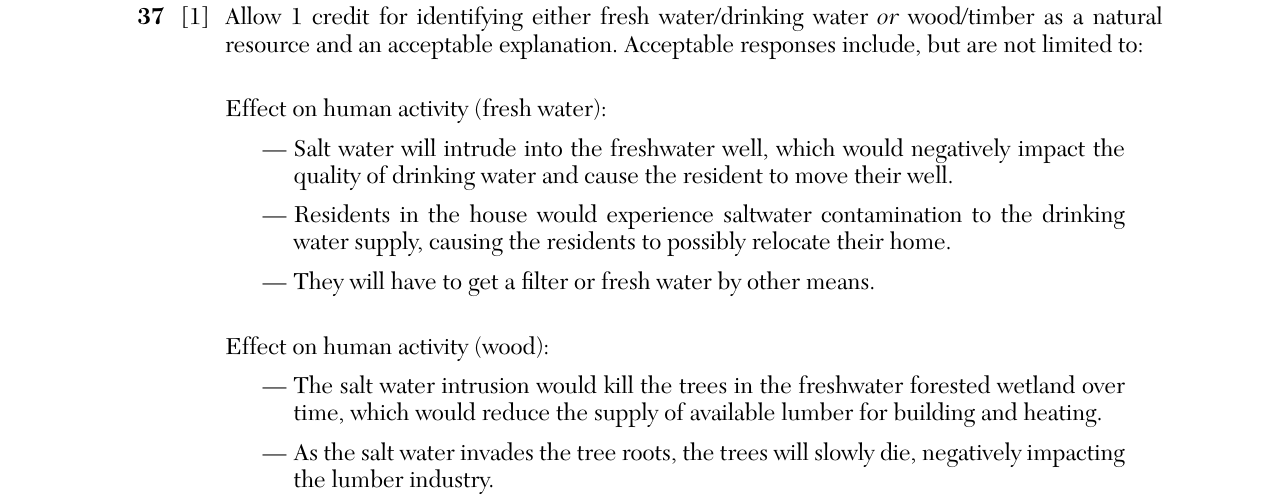 37 [1] Allow 1 credit for identifying either fresh water/drinking water or wood/timber as a natural
resource and an acceptable explanation. Acceptable responses include, but are not limited to:
Effect on human activity (fresh water):
— Salt water will intrude into the freshwater well, which would negatively impact the
quality of drinking water and cause the resident to move their well.
— Residents in the house would experience saltwater contamination to the drinking
water supply, causing the residents to possibly relocate their home.
— They will have to get a filter or fresh water by other means.
Effect on human activity (wood):
— The salt water intrusion would kill the trees in the freshwater forested wetland over
time, which would reduce the supply of available lumber for building and heating.
— As the salt water invades the tree roots, the trees will slowly die, negatively impacting
the lumber industry.